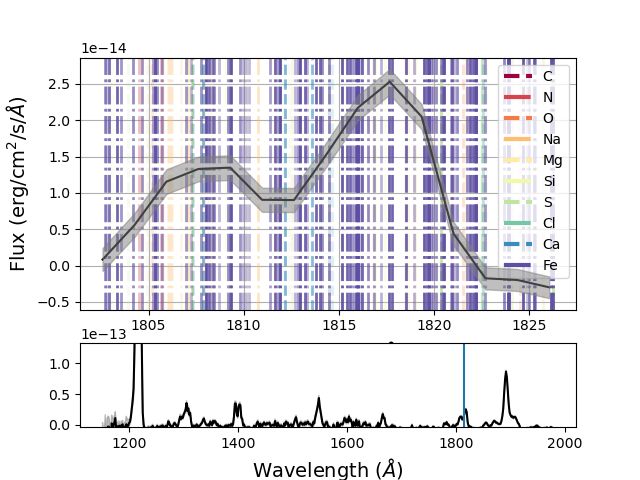 1e−14
2.5
2.0
1.5
1.0
0.5
0.0
−0.5
Flux (erg/cm²/s/Å)
C
N
O
Na
Mg
Si
S
Cl
Ca
Fe
1805 1810 1815 1820 1825
1e−13
1.0
0.5
0.0
1200 1400 1600 1800 2000
Wavelength (Å)